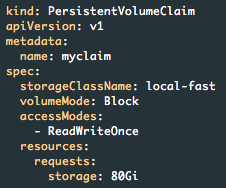 kind: PersistentVolumeClaim
apiVersion: v1
metadata:
  name: myclaim
spec:
  storageClassName: local-fast
  volumeMode: Block
  accessModes:
    - ReadWriteOnce
  resources:
    requests:
      storage: 80Gi